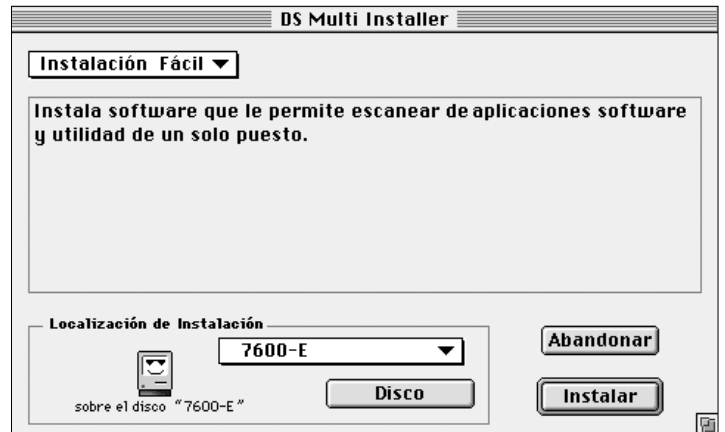 DS Multi Installer
Instalación Fácil
Instala software que le permite escanear de aplicaciones software
y utilidad de un solo puesto.
Localización de Instalación
7600-E
sobre el disco “7600-E”
Disco
Abandonar
Instalar